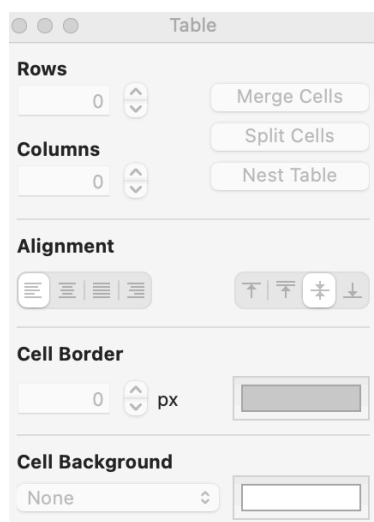 Table
Rows
0
Merge Cells
Split Cells
Columns
0
Nest Table
Alignment
Cell Border
0 px
Cell Background
None